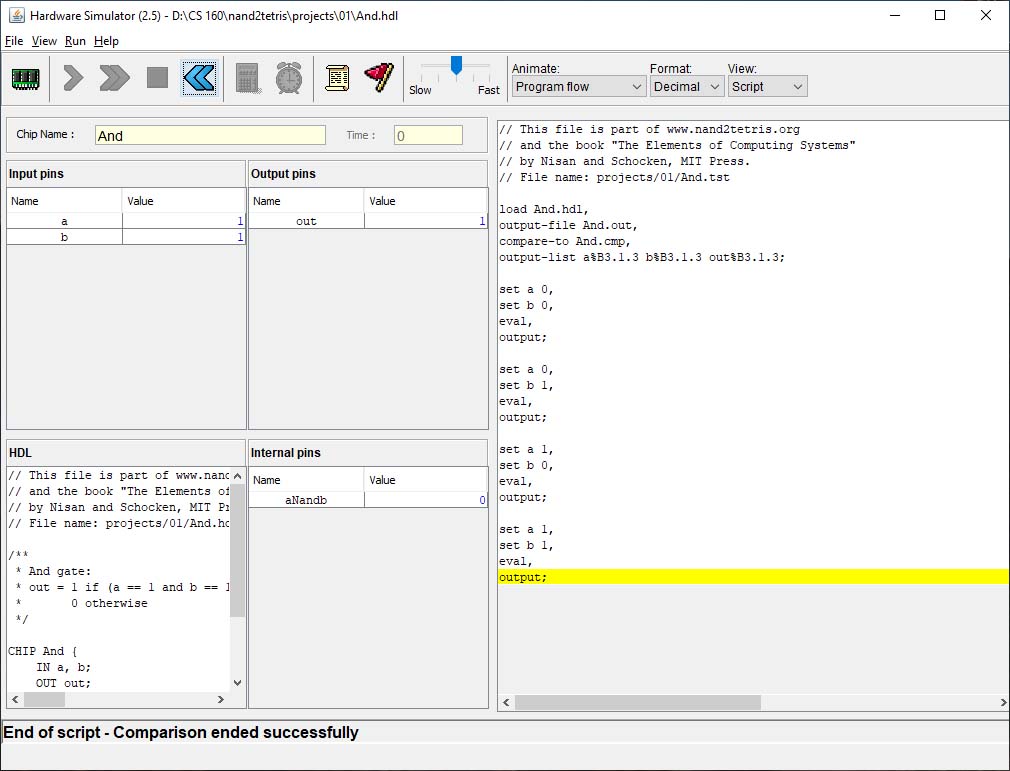 Hardware Simulator (2.5) - D:\CS 160\nand2tetris\projects\01\And.hdl
File View Run Help
Slow Fast
Animate: Format: View:
Program flow Decimal Script
Chip Name : And Time : 0
Input pins
Name Value
a 1
b 1
Output pins
Name Value
out 1
HDL
// This file is part of www.nand
// and the book "The Elements of
// by Nisan and Schocken, MIT Pr
// File name: projects/01/And.hd
/**
* And gate:
* out = 1 if (a == 1 and b == 1
* 0 otherwise
*/
CHIP And {
IN a, b;
OUT out;
Internal pins
Name Value
aNandb 0
// This file is part of www.nand2tetris.org
// and the book "The Elements of Computing Systems"
// by Nisan and Schocken, MIT Press.
// File name: projects/01/And.tst
load And.hdl,
output-file And.out,
compare-to And.cmp,
output-list a%B3.1.3 b%B3.1.3 out%B3.1.3;
set a 0,
set b 0,
eval,
output;
set a 0,
set b 1,
eval,
output;
set a 1,
set b 0,
eval,
output;
set a 1,
set b 1,
eval,
output;
End of script - Comparison ended successfully